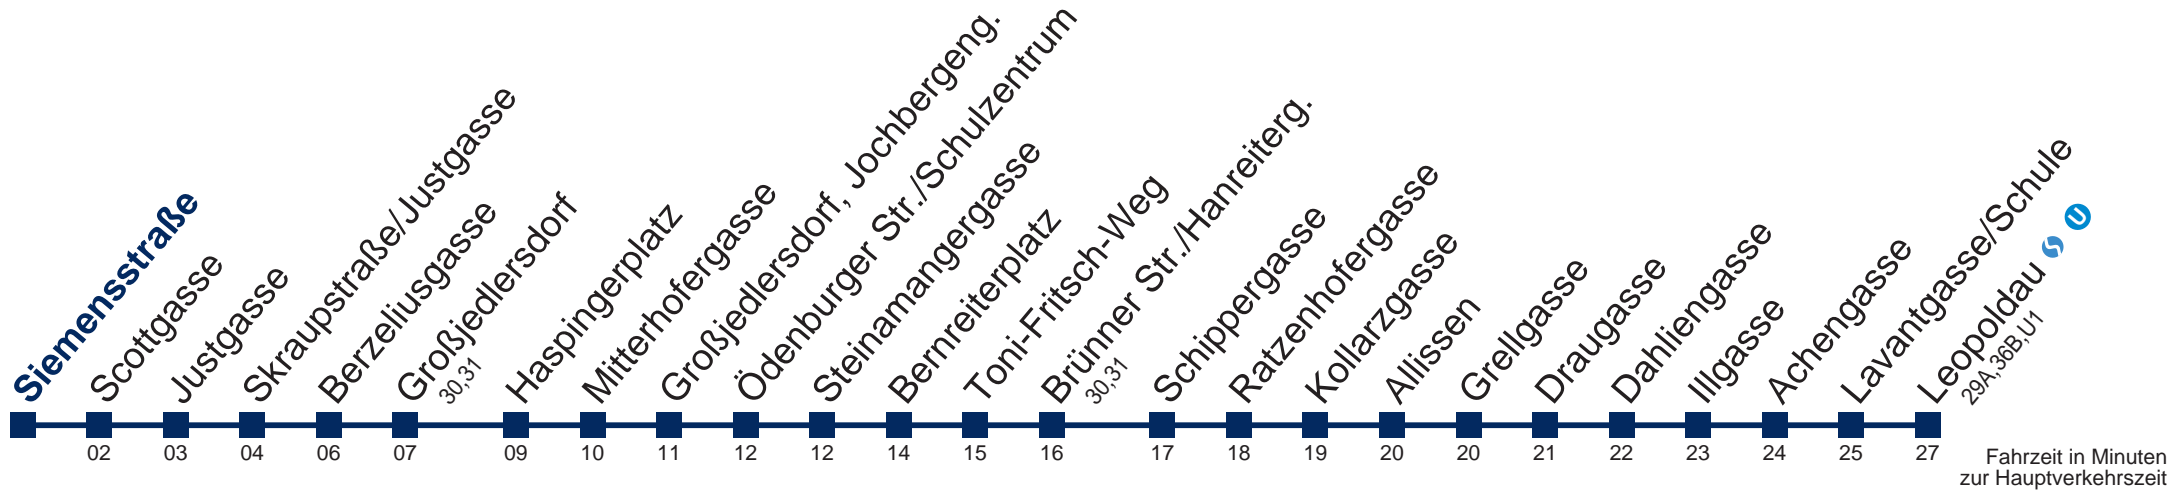 Siemensstraße
Scottgasse
Justgasse
Skraupstraße/Justgasse
Berzeliusgasse
Großjedlersdorf
30,31
Haspingerplatz
Mitterhofergasse
Großjedlersdorf, Jochbergeng.
Ödenburger Str./Schulzentrum
Steinamangergasse
Bernreiterplatz
Toni-Fritsch-Weg
Brünner Str./Hanreiterg.
30,31
Schippergasse
Ratzenhofergasse
Kollarzgasse
Allissen
Grellgasse
Draugasse
Dahliengasse
Illgasse
Achengasse
Lavantgasse/Schule
Leopoldau S U
29A,36B,U1
02 03 04 06 07 09 10 11 12 12 14 15 16 17 18 19 20 20 21 22 23 24 25 27
Fahrzeit in Minuten
zur Hauptverkehrszeit